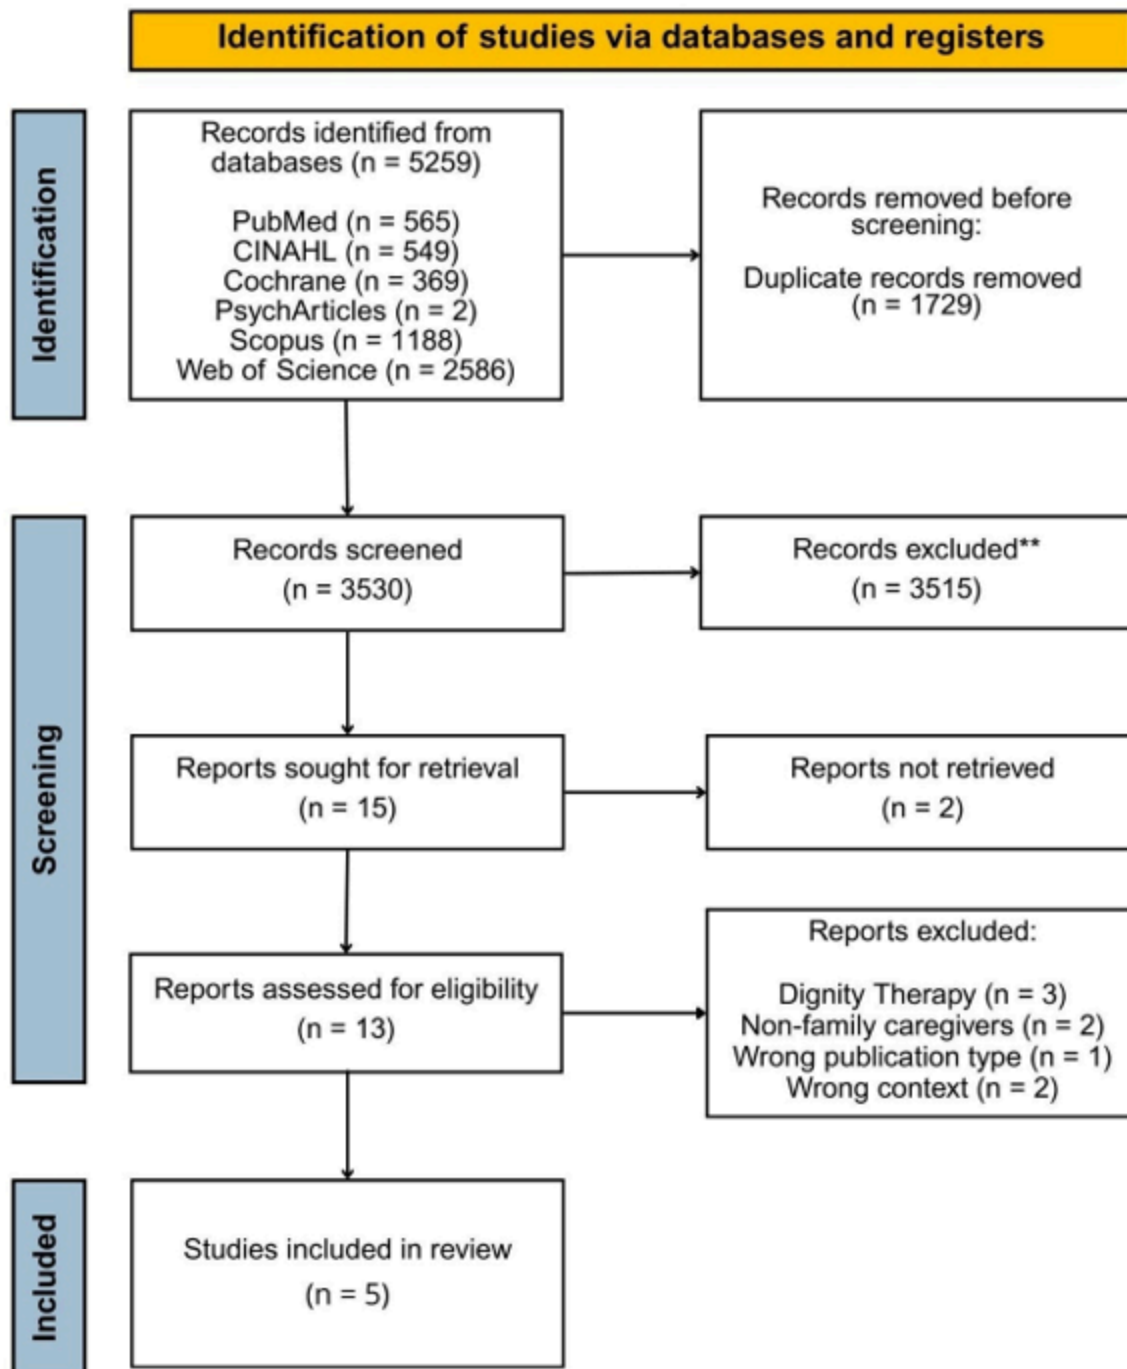 Identification of studies via databases and registers
Identification
Records identified from
databases (n = 5259)
PubMed (n = 565)
CINAHL (n = 549)
Cochrane (n = 369)
PsychArticles (n = 2)
Scopus (n = 1188)
Web of Science (n = 2586)
Records removed before
screening:
Duplicate records removed
(n = 1729)
Screening
Records screened
(n = 3530)
Records excluded**
(n = 3515)
Reports sought for retrieval
(n = 15)
Reports not retrieved
(n = 2)
Reports assessed for eligibility
(n = 13)
Reports excluded:
Dignity Therapy (n = 3)
Non-family caregivers (n = 2)
Wrong publication type (n = 1)
Wrong context (n = 2)
Included
Studies included in review
(n = 5)